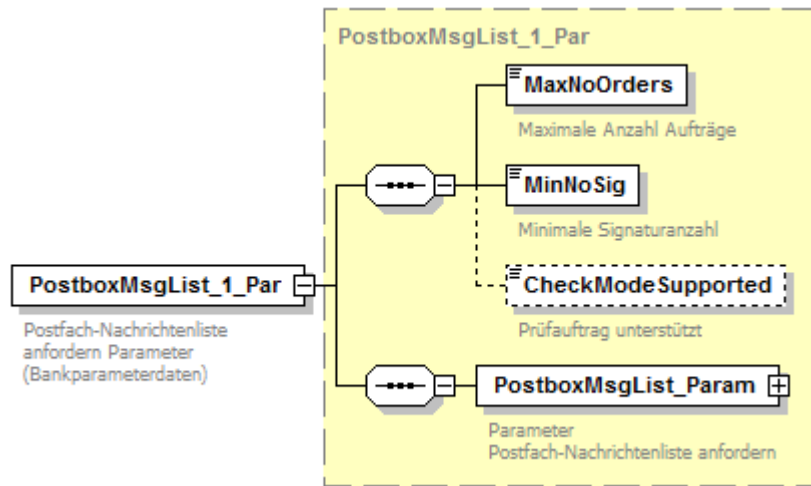 PostboxMsgList_1_Par
MaxNoOrders
Maximale Anzahl Aufträge
MinNoSig
Minimale Signaturanzahl
CheckModeSupported
Prüfauftrag unterstützt
PostboxMsgList_1_Par
Postfach-Nachrichtenliste
anfordern Parameter
(Bankparameterdaten)
PostboxMsgList_Param
Parameter
Postfach-Nachrichtenliste anfordern